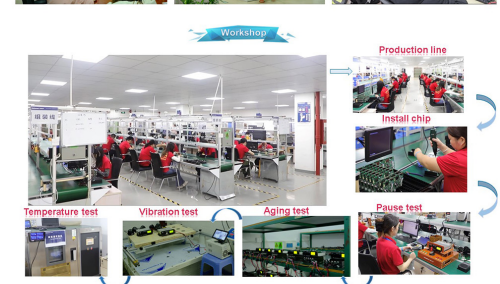 Workshop
Production line
Install chip
Pause test
Aging test
Vibration test
Temperature test